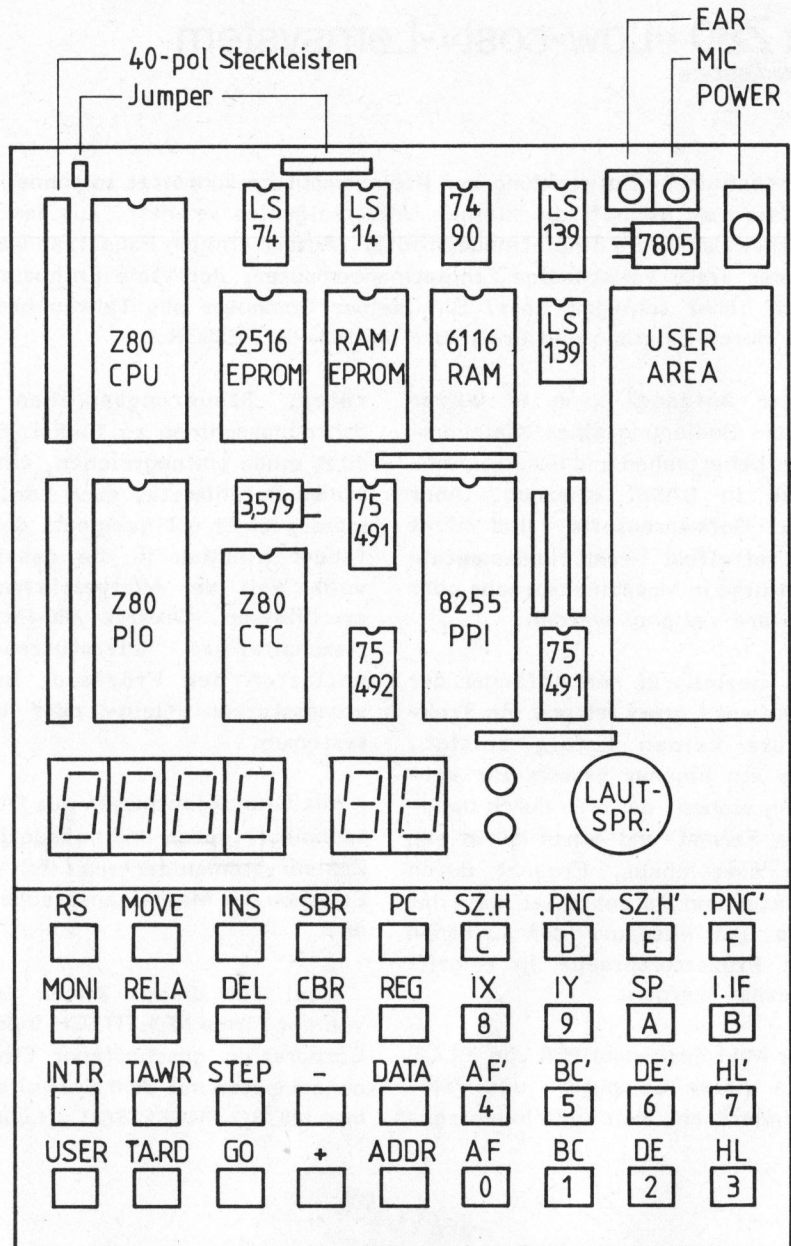 EAR
MIC
POWER
40-pol Steckleisten
Jumper
LS 74
LS 14
74 90
LS 139
7805
Z80 CPU
2516 EPROM
RAM/ EPROM
6116 RAM
LS 139
USER AREA
Z80 PIO
3,579
Z80 CTC
75 491
8255 PPI
75 492
75 491
LAUT- SPR.
RS MOVE INS SBR PC SZ.H .PNC SZ.H' .PNC'
C D E F
MONI RELA DEL CBR REG IX IY SP I.IF
8 9 A B
INTR TAWR STEP - DATA AF' BC' DE' HL'
4 5 6 7
USER TA.RD GO + ADDR AF BC DE HL
0 1 2 3